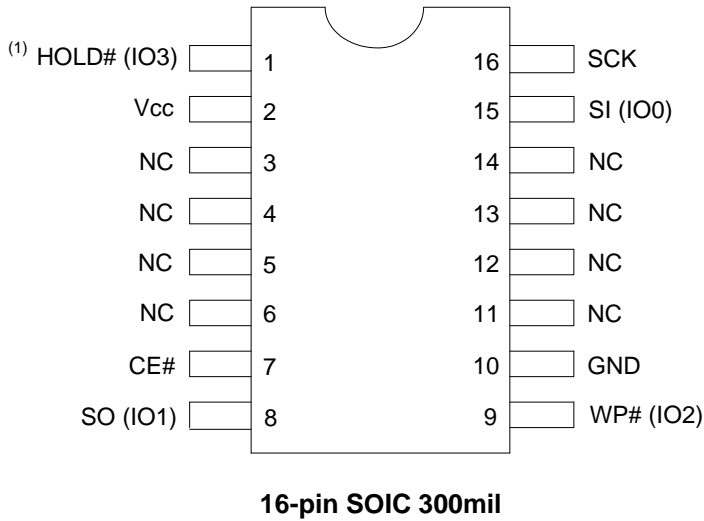 (1) HOLD# (IO3) 1 16 SCK
Vcc 2 15 SI (IO0)
NC 3 14 NC
NC 4 13 NC
NC 5 12 NC
NC 6 11 NC
CE# 7 10 GND
SO (IO1) 8 9 WP# (IO2)
16-pin SOIC 300mil